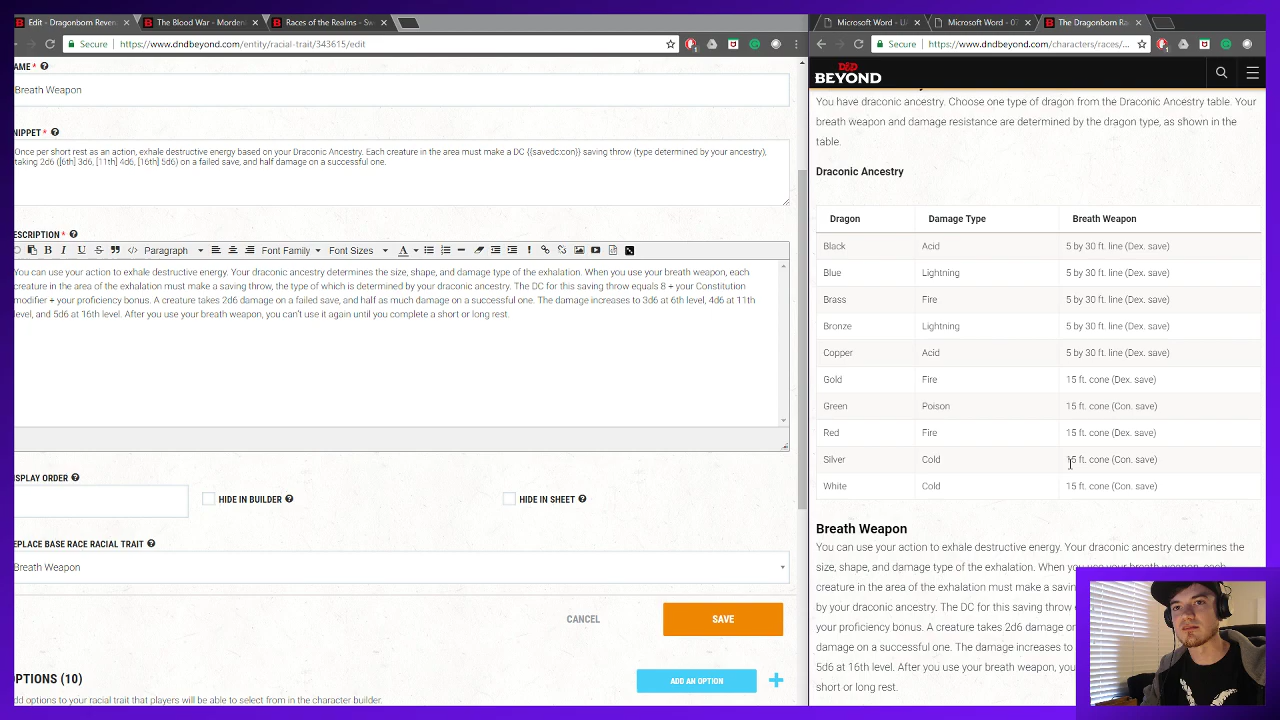 Edit - Dragonborn Reven
The Blood War - Morden
Races of the Realms - Sw
Secure
https://www.dndbeyond.com/entity/racial-trait/343615/edit
AME *
Breath Weapon
NIPPET *
Once per short rest as an action, exhale destructive energy based on your Draconic Ancestry. Each creature in the area must make a DC {{savedc:con}} saving throw (type determined by your ancestry),
taking 2d6 ([6th] 3d6, [11th] 4d6, [16th] 5d6) on a failed save, and half damage on a successful one.
ESCRIPTION *
Paragraph Font Family Font Sizes
You can use your action to exhale destructive energy. Your draconic ancestry determines the size, shape, and damage type of the exhalation. When you use your breath weapon, each
creature in the area of the exhalation must make a saving throw, the type of which is determined by your draconic ancestry. The DC for this saving throw equals 8 + your Constitution
modifier + your proficiency bonus. A creature takes 2d6 damage on a failed save, and half as much damage on a successful one. The damage increases to 3d6 at 6th level, 4d6 at 11th
level, and 5d6 at 16th level. After you use your breath weapon, you can't use it again until you complete a short or long rest.
ISPLAY ORDER
HIDE IN BUILDER
HIDE IN SHEET
EPLACE BASE RACE RACIAL TRAIT
Breath Weapon
CANCEL
SAVE
PTIONS (10)
ADD AN OPTION
dd options to your racial trait that players will be able to select from in the character builder.
Microsoft Word - U
Microsoft Word - 07
The Dragonborn Ra
Secure
https://www.dndbeyond.com/characters/races/...
D&D
BEYOND
You have draconic ancestry. Choose one type of dragon from the Draconic Ancestry table. Your
breath weapon and damage resistance are determined by the dragon type, as shown in the
table.
Draconic Ancestry
Dragon Damage Type Breath Weapon
Black Acid 5 by 30 ft. line (Dex. save)
Blue Lightning 5 by 30 ft. line (Dex. save)
Brass Fire 5 by 30 ft. line (Dex. save)
Bronze Lightning 5 by 30 ft. line (Dex. save)
Copper Acid 5 by 30 ft. line (Dex. save)
Gold Fire 15 ft. cone (Dex. save)
Green Poison 15 ft. cone (Con. save)
Red Fire 15 ft. cone (Dex. save)
Silver Cold 15 ft. cone (Con. save)
White Cold 15 ft. cone (Con. save)
Breath Weapon
You can use your action to exhale destructive energy. Your draconic ancestry determines the
size, shape, and damage type of the exhalation. When you use your breath weapon, each
creature in the area of the exhalation must make a savin
by your draconic ancestry. The DC for this saving throw e
your proficiency bonus. A creature takes 2d6 damage on
damage on a successful one. The damage increases to 3
5d6 at 16th level. After you use your breath weapon, you
short or long rest.